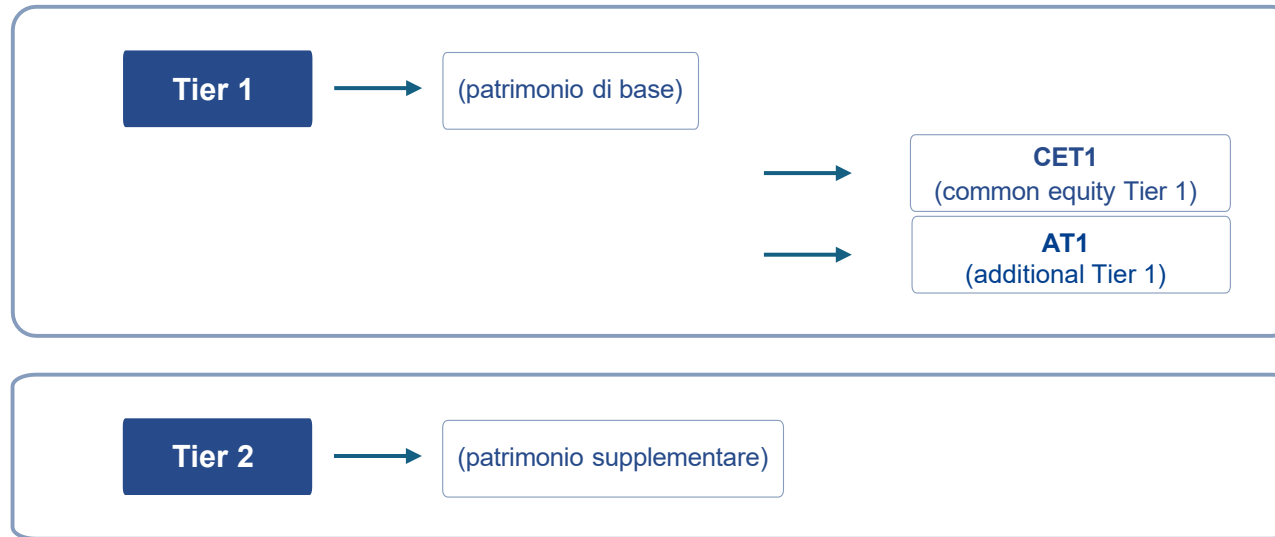 Tier 1
(patrimonio di base)
CET1
(common equity Tier 1)
AT1
(additional Tier 1)
Tier 2
(patrimonio supplementare)